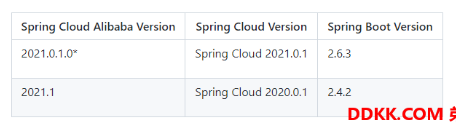 Spring Cloud Alibaba Version Spring Cloud Version Spring Boot Version
2021.0.1.0* Spring Cloud 2021.0.1 2.6.3
2021.1 Spring Cloud 2020.0.1 2.4.2
DDKK.COM